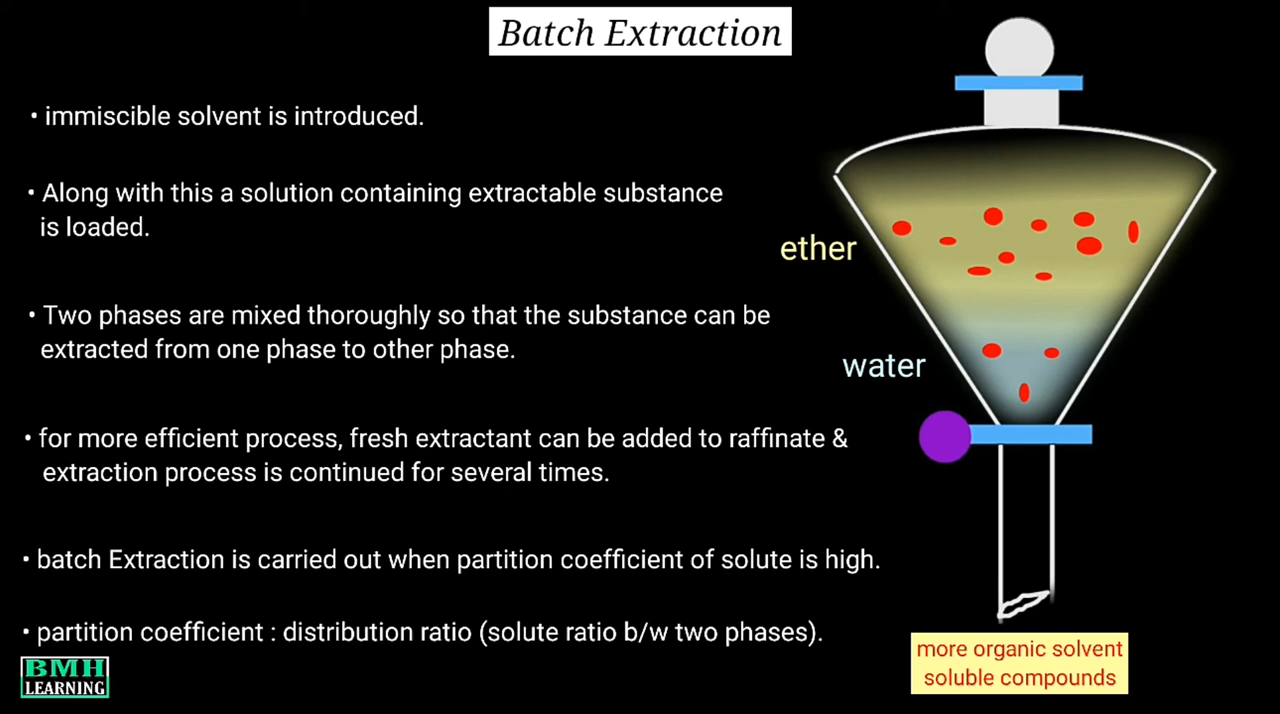 Batch Extraction
• immiscible solvent is introduced.
• Along with this a solution containing extractable substance
is loaded.
• Two phases are mixed thoroughly so that the substance can be
extracted from one phase to other phase.
• for more efficient process, fresh extractant can be added to raffinate &
extraction process is continued for several times.
• batch Extraction is carried out when partition coefficient of solute is high.
• partition coefficient : distribution ratio (solute ratio b/w two phases).
BMH
LEARNING
ether
water
more organic solvent
soluble compounds